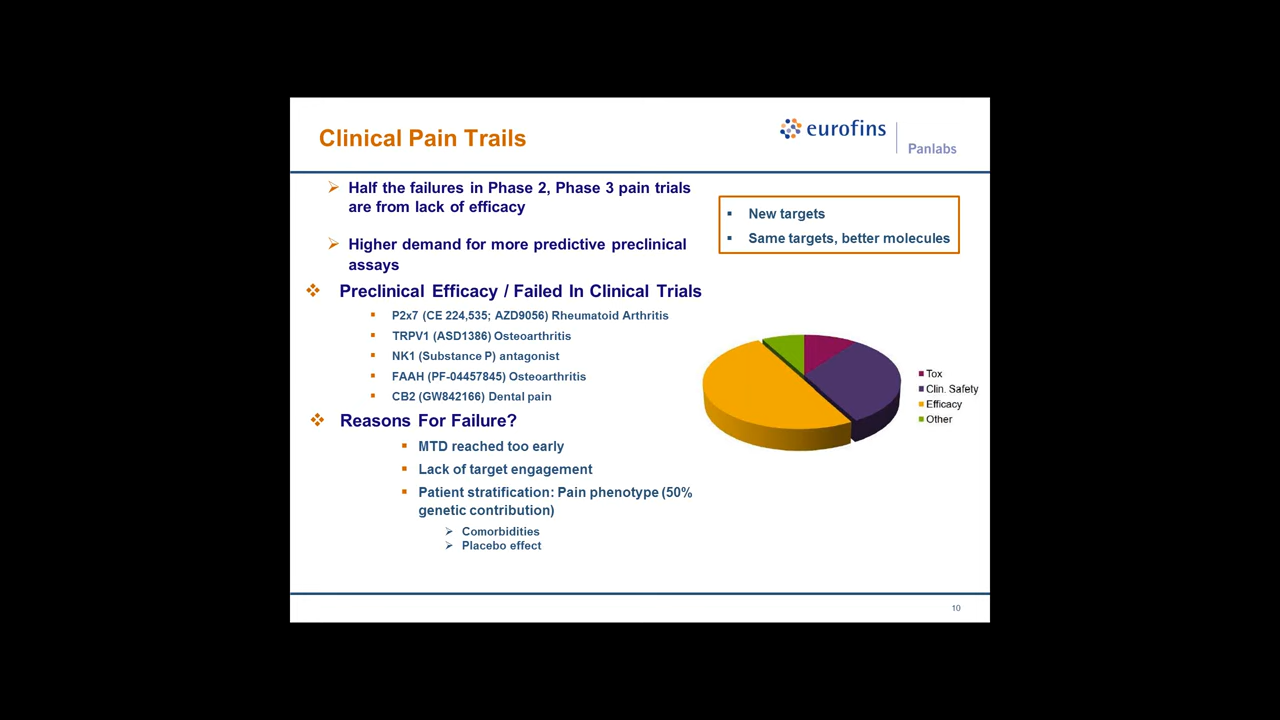 Clinical Pain Trails
eurofins
Panlabs
Half the failures in Phase 2, Phase 3 pain trials
are from lack of efficacy
Higher demand for more predictive preclinical
assays
New targets
Same targets, better molecules
Preclinical Efficacy / Failed In Clinical Trials
P2x7 (CE 224,535; AZD9056) Rheumatoid Arthritis
TRPV1 (ASD1386) Osteoarthritis
NK1 (Substance P) antagonist
FAAH (PF-04457845) Osteoarthritis
CB2 (GW842166) Dental pain
Reasons For Failure?
MTD reached too early
Lack of target engagement
Patient stratification: Pain phenotype (50%
genetic contribution)
Comorbidities
Placebo effect
Tox
Clin. Safety
Efficacy
Other
10